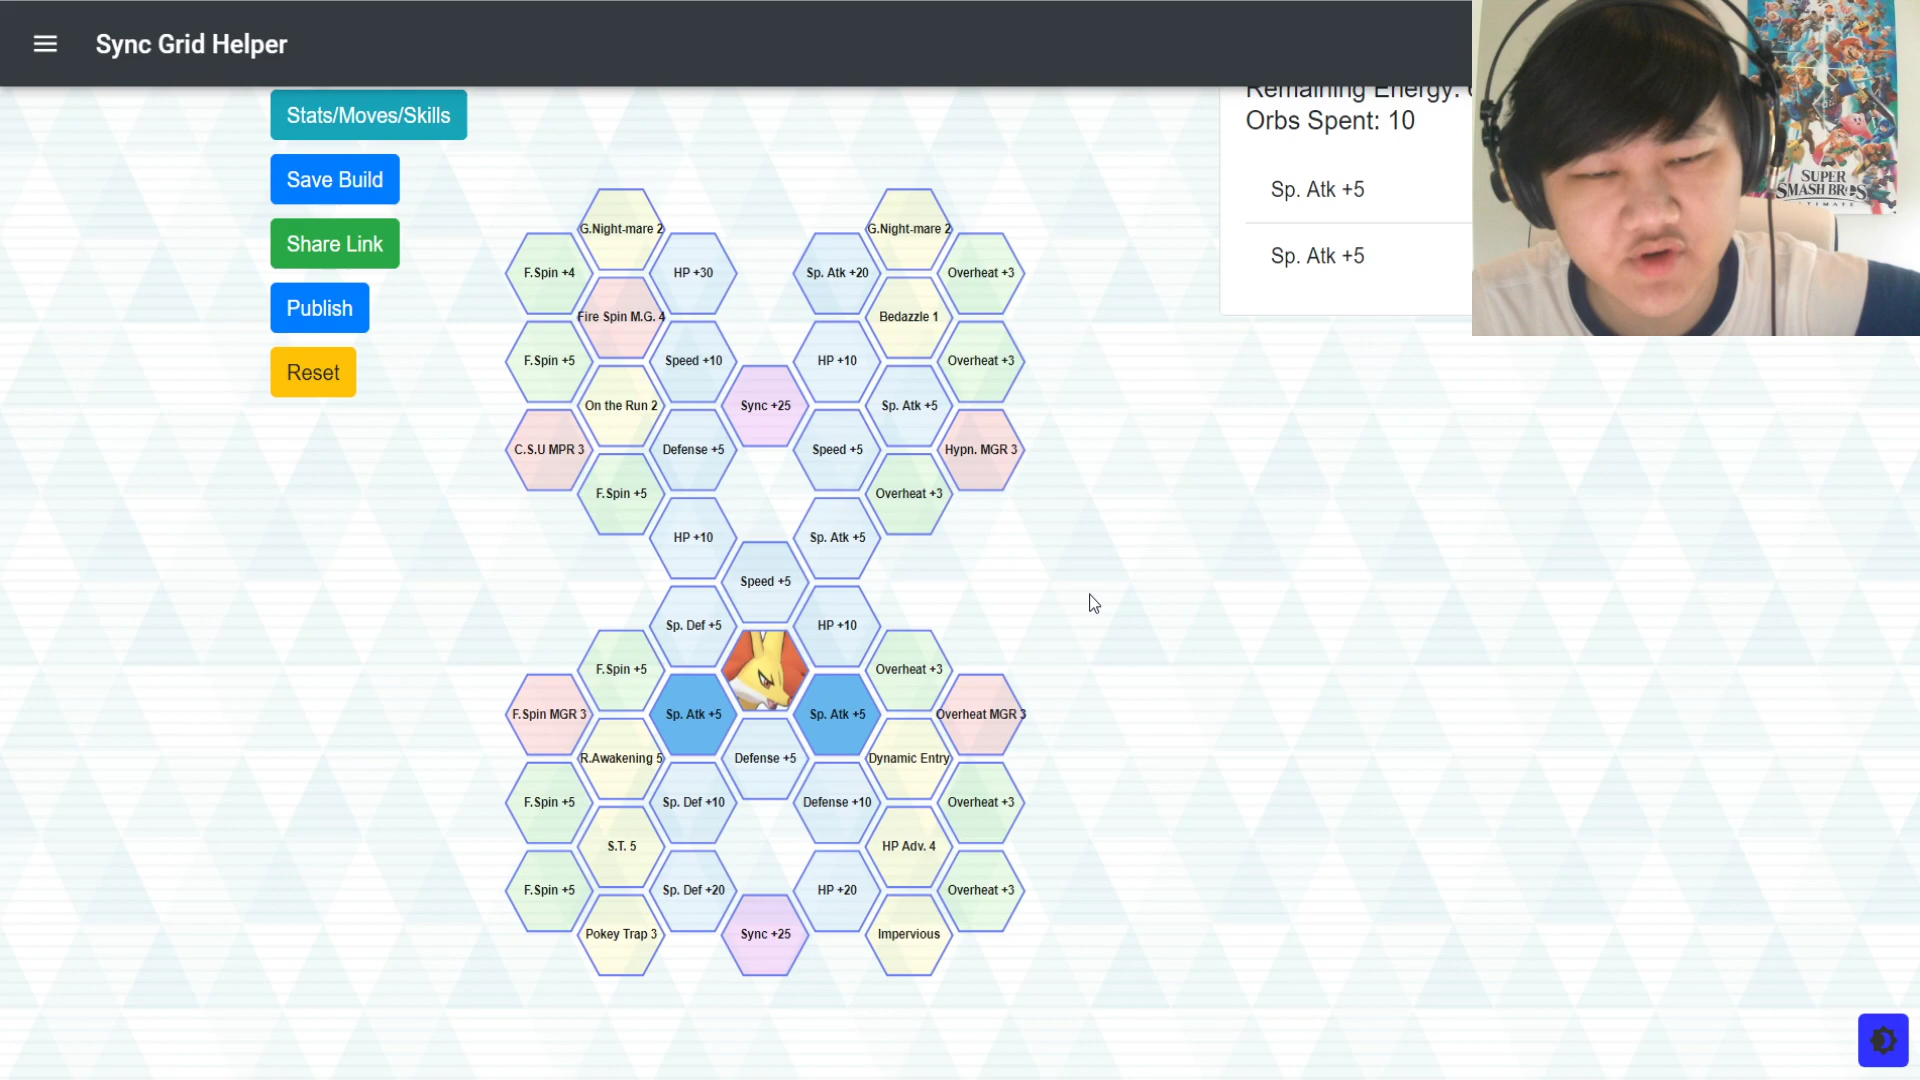 Sync Grid Helper
Stats/Moves/Skills
Save Build
Share Link
Publish
Reset
Remaining Energy:
Orbs Spent: 10
Sp. Atk +5
Sp. Atk +5
SUPER
SMASH BROS
ULTIMATE
G.Night-mare 2
G.Night-mare 2
F.Spin +4
HP +30
Sp. Atk +20
Overheat +3
Fire Spin M.G. 4
Bedazzle 1
F.Spin +5
Speed +10
HP +10
Overheat +3
On the Run 2
Sync +25
Sp. Atk +5
C.S.U MPR 3
Defense +5
Speed +5
Hypn. MGR 3
F.Spin +5
Overheat +3
HP +10
Sp. Atk +5
Speed +5
Sp. Def +5
HP +10
F.Spin +5
Overheat +3
F.Spin MGR 3
Sp. Atk +5
Sp. Atk +5
Overheat MGR 3
R.Awakening 5
Defense +5
Dynamic Entry
F.Spin +5
Sp. Def +10
Defense +10
Overheat +3
S.T. 5
HP Adv. 4
F.Spin +5
Sp. Def +20
HP +20
Overheat +3
Pokey Trap 3
Sync +25
Impervious